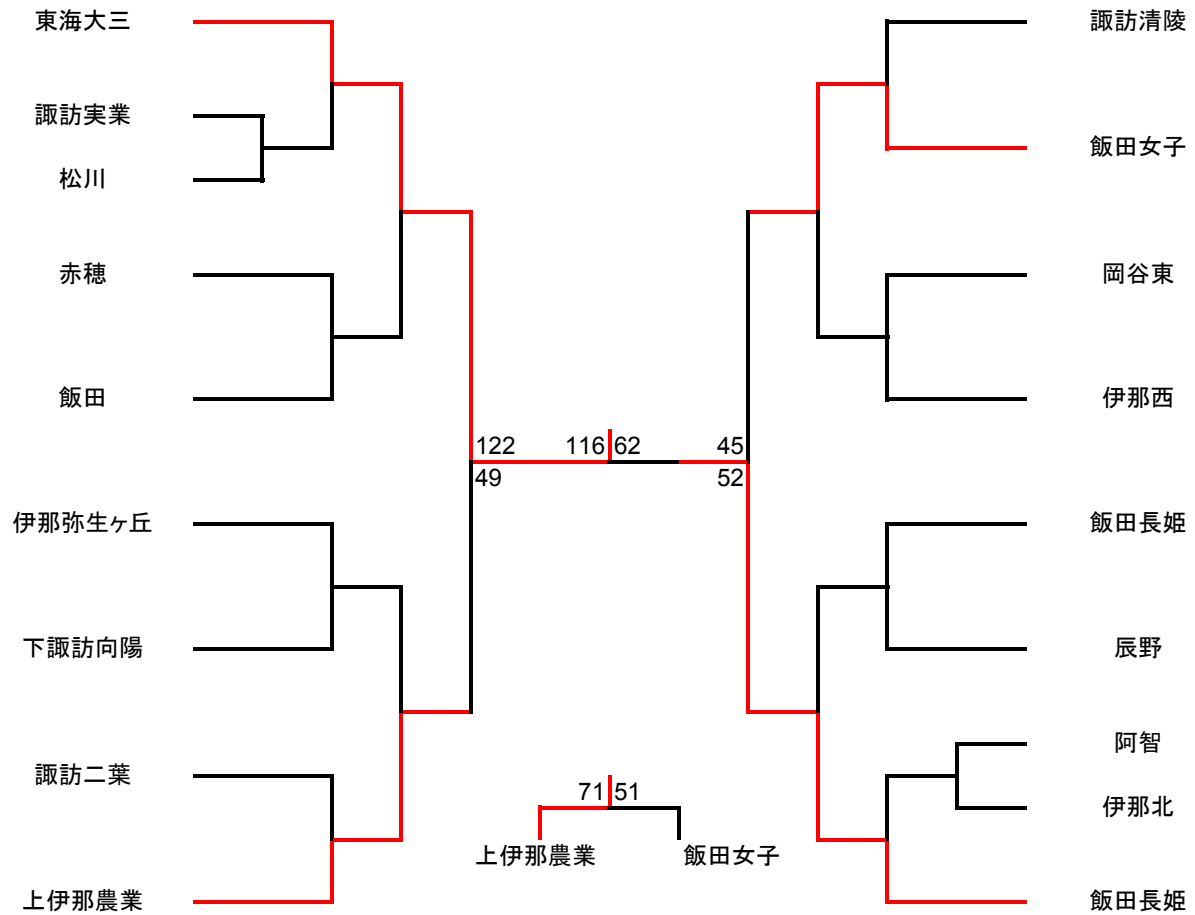 東海大三
諏訪実業
松川
赤穂
飯田
伊那弥生ヶ丘
下諏訪向陽
諏訪二葉
上伊那農業
122
49
116 62
45
52
71 51
上伊那農業 飯田女子
諏訪清陵
飯田女子
岡谷東
伊那西
飯田長姫
辰野
阿智
伊那北
飯田長姫